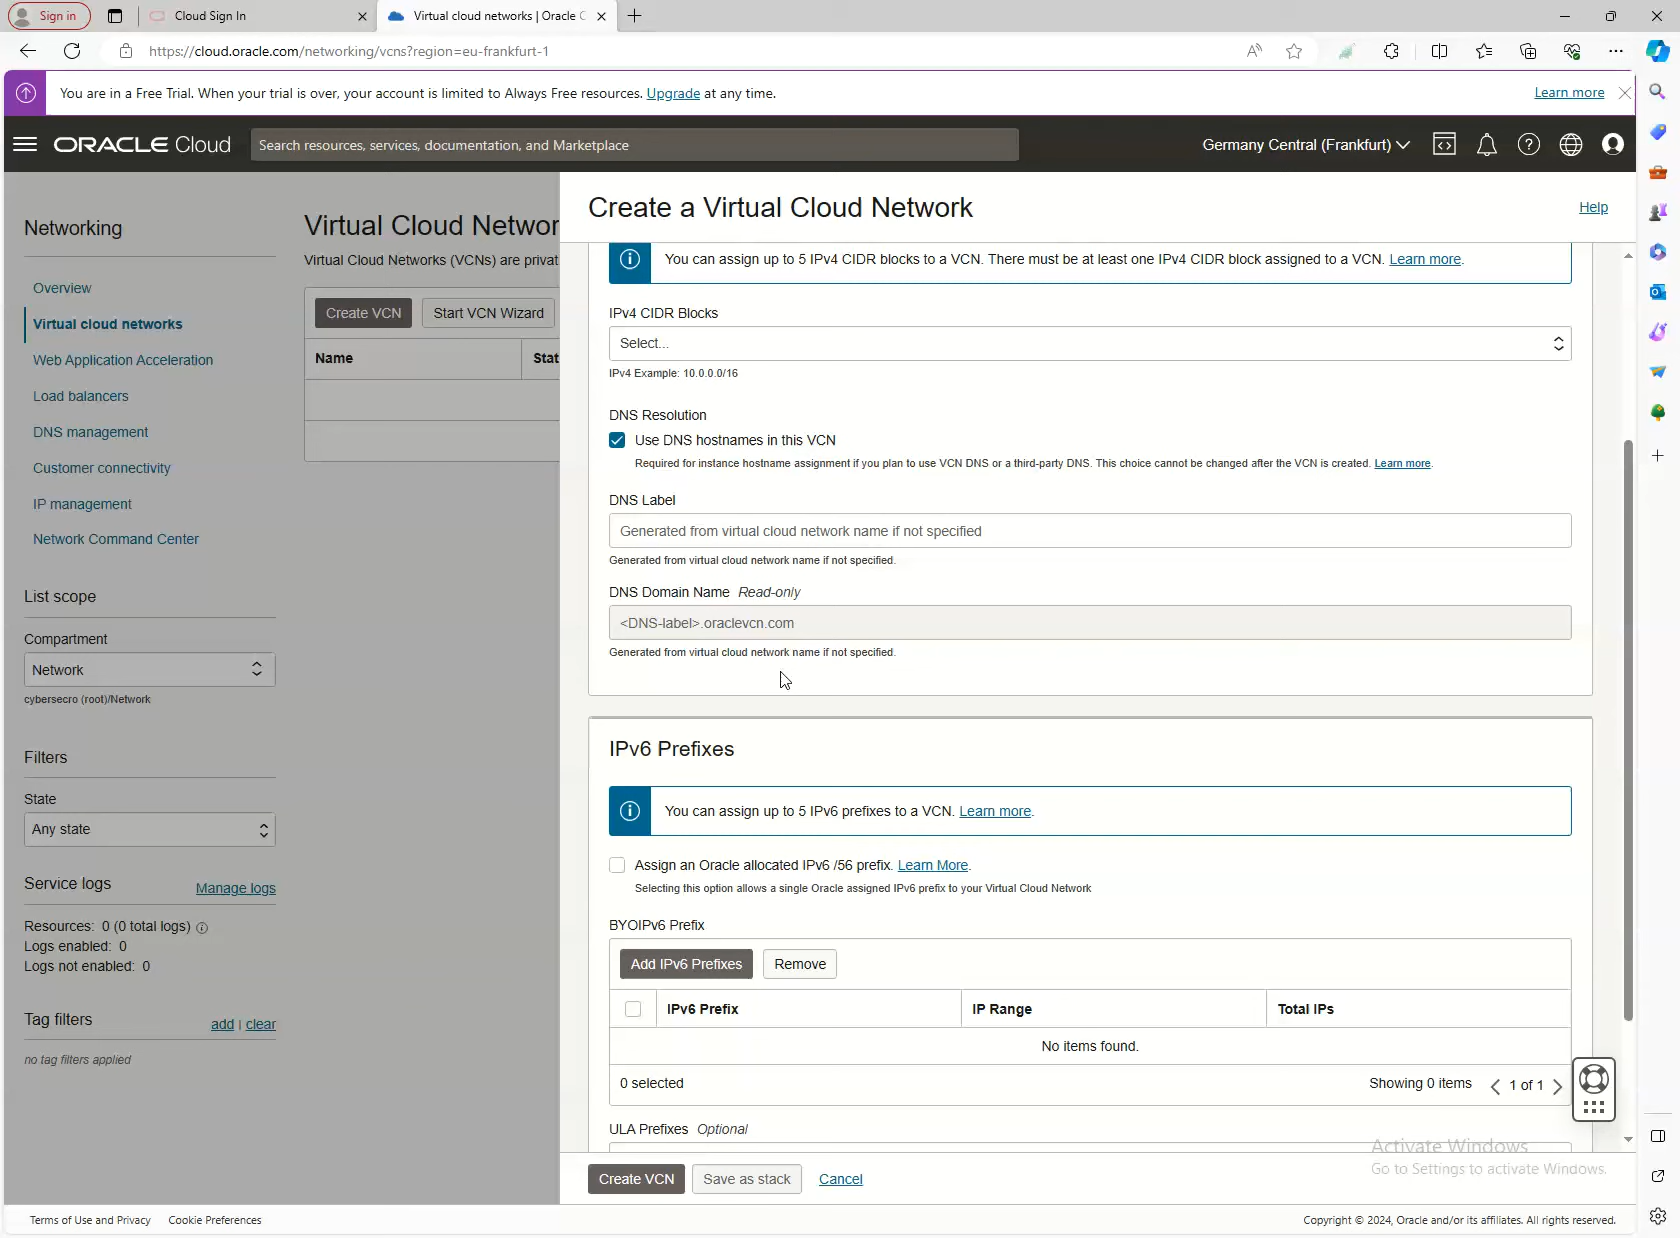 Sign in
Cloud Sign In
Virtual cloud networks | Oracle C
https://cloud.oracle.com/networking/vcns?region=eu-frankfurt-1
You are in a Free Trial. When your trial is over, your account is limited to Always Free resources. Upgrade at any time.
Learn more
ORACLE Cloud
Search resources, services, documentation, and Marketplace
Germany Central (Frankfurt)
Networking
Overview
Virtual cloud networks
Web Application Acceleration
Load balancers
DNS management
Customer connectivity
IP management
Network Command Center
List scope
Compartment
Network
cybersecro (root)/Network
Filters
State
Any state
Service logs
Manage logs
Resources: 0 (0 total logs)
Logs enabled: 0
Logs not enabled: 0
Tag filters
add | clear
no tag filters applied
Virtual Cloud Networ
Virtual Cloud Networks (VCNs) are privat
Create VCN
Start VCN Wizard
Name
Stat
Create a Virtual Cloud Network
Help
You can assign up to 5 IPv4 CIDR blocks to a VCN. There must be at least one IPv4 CIDR block assigned to a VCN. Learn more.
IPv4 CIDR Blocks
Select...
IPv4 Example: 10.0.0.0/16
DNS Resolution
Use DNS hostnames in this VCN
Required for instance hostname assignment if you plan to use VCN DNS or a third-party DNS. This choice cannot be changed after the VCN is created. Learn more.
DNS Label
Generated from virtual cloud network name if not specified
Generated from virtual cloud network name if not specified.
DNS Domain Name Read-only
<DNS-label>.oraclevcn.com
Generated from virtual cloud network name if not specified.
IPv6 Prefixes
You can assign up to 5 IPv6 prefixes to a VCN. Learn more.
Assign an Oracle allocated IPv6 /56 prefix. Learn More.
Selecting this option allows a single Oracle assigned IPv6 prefix to your Virtual Cloud Network
BYOIPv6 Prefix
Add IPv6 Prefixes
Remove
IPv6 Prefix
IP Range
Total IPs
No items found.
0 selected
Showing 0 items
1 of 1
ULA Prefixes Optional
Activate Windows
Go to Settings to activate Windows.
Create VCN
Save as stack
Cancel
Terms of Use and Privacy
Cookie Preferences
Copyright © 2024, Oracle and/or its affiliates. All rights reserved.